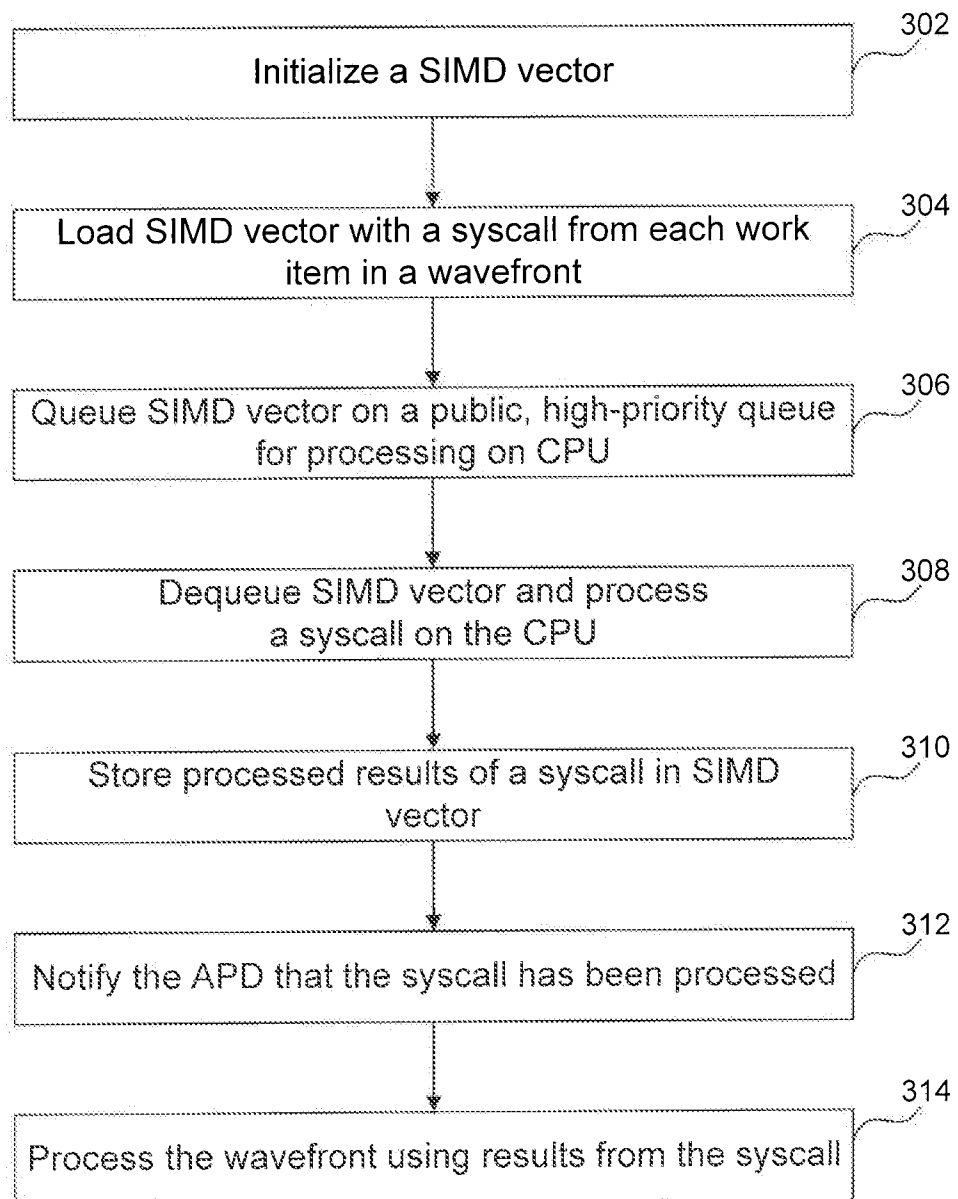 302
Initialize a SIMD vector
304
Load SIMD vector with a syscall from each work
item in a wavefront
306
Queue SIMD vector on a public, high-priority queue
for processing on CPU
308
Dequeue SIMD vector and process
a syscall on the CPU
310
Store processed results of a syscall in SIMD
vector
312
Notify the APD that the syscall has been processed
314
Process the wavefront using results from the syscall